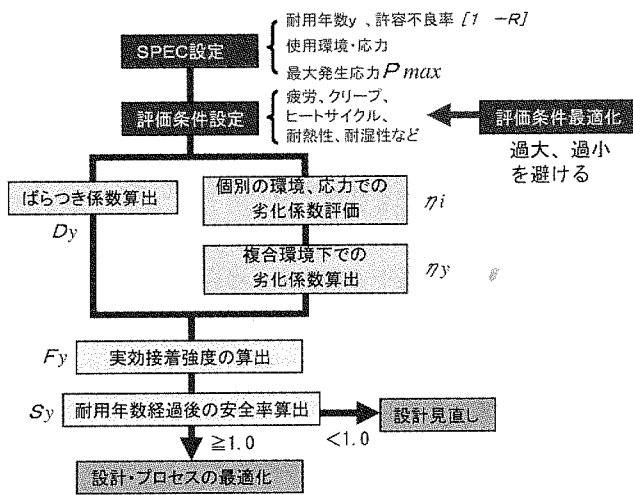 耐用年数y 、許容不良率 [1 －R]
SPEC設定
使用環境・応力
最大発生応力Pmax
疲労、クリープ、
評価条件設定
ヒートサイクル、
耐熱性、耐湿性など
評価条件最適化
過大、過小
を避ける
ばらつき係数算出
Dy
個別の環境、応力での
劣化係数評価
ηi
複合環境下での
劣化係数算出
ηy
Fy
実効接着強度の算出
Sy
耐用年数経過後の安全率算出
設計見直し
≧1.0
<1.0
設計・プロセスの最適化